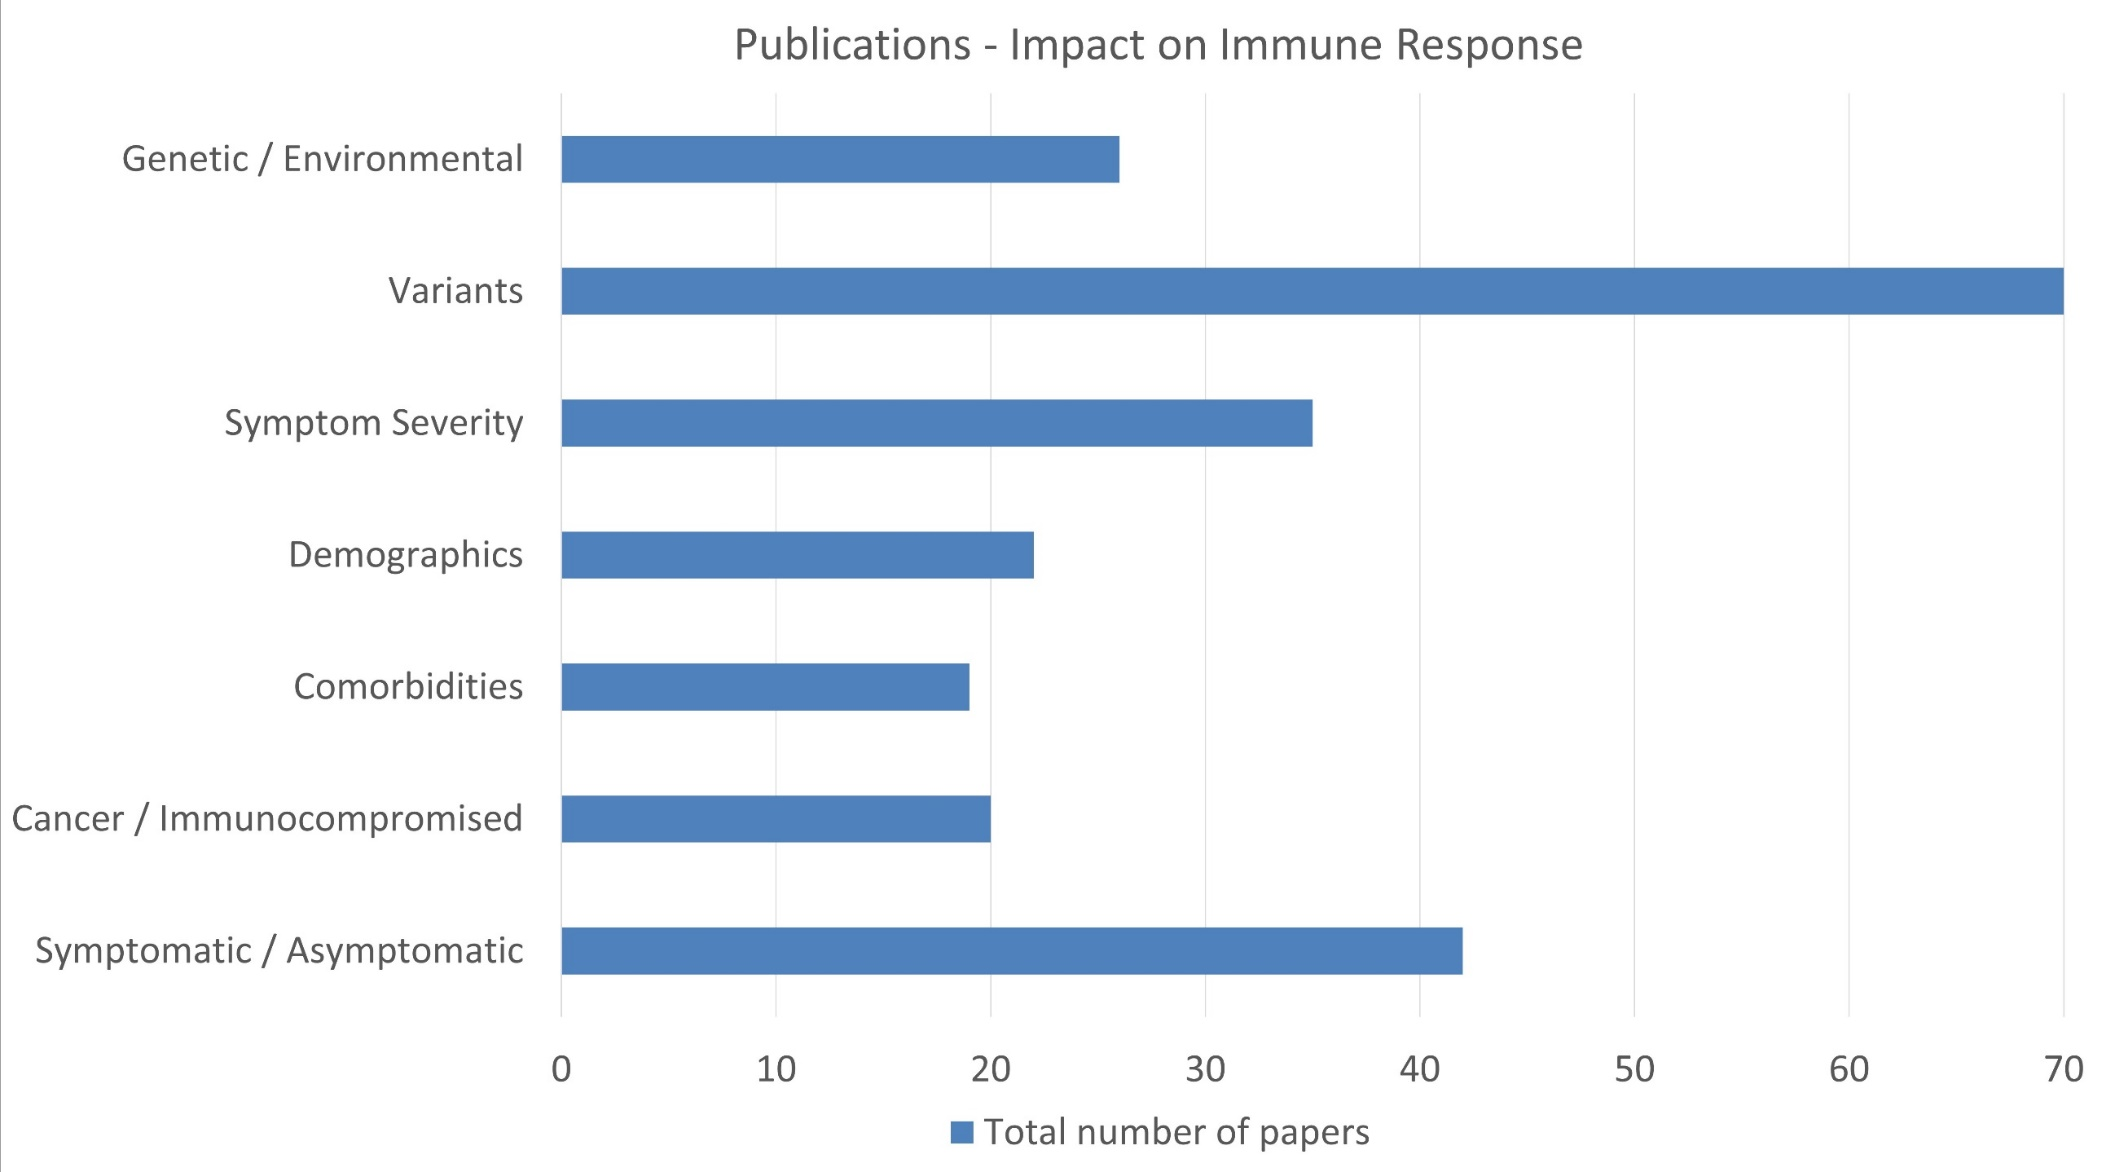 Publications - Impact on Immune Response
Genetic / Environmental
Variants
Symptom Severity
Demographics
Comorbidities
Cancer / Immunocompromised
Symptomatic / Asymptomatic
0 10 20 30 40 50 60 70
Total number of papers